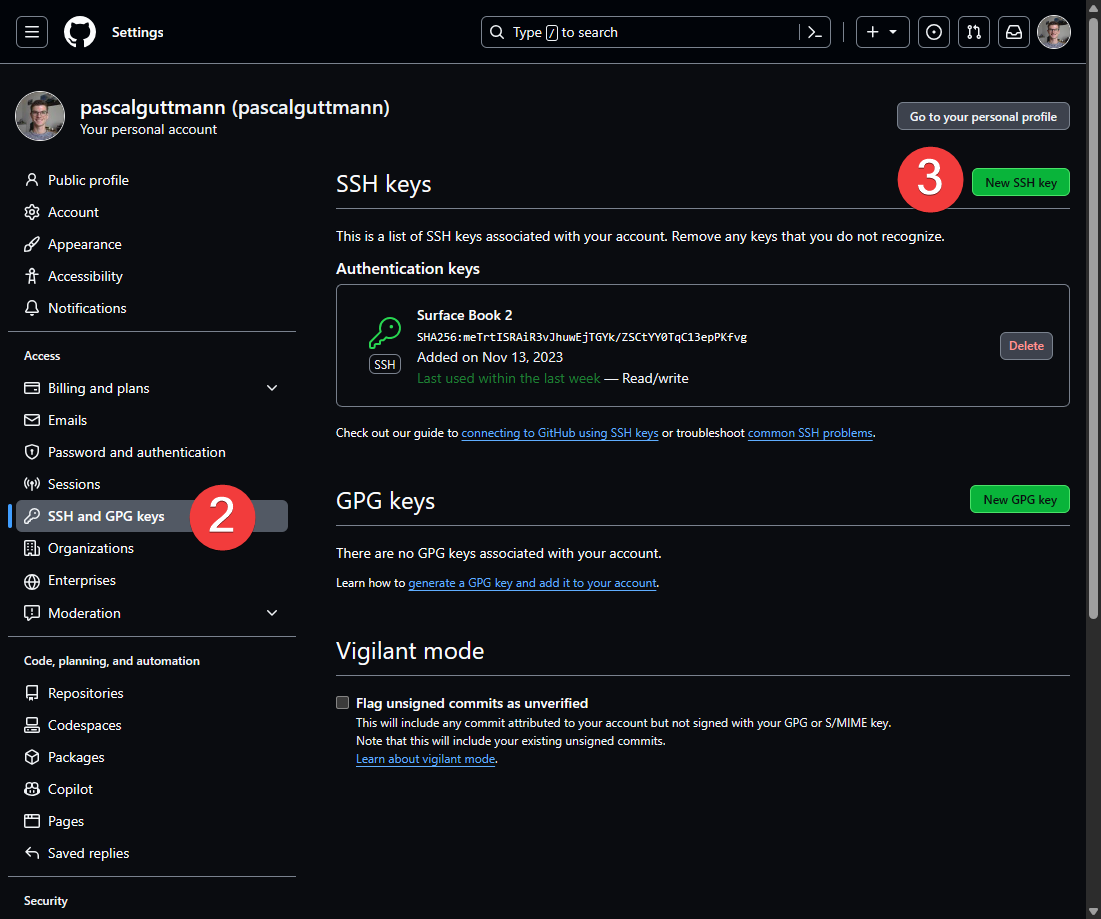 Settings
Type / to search
pascalguttmann (pascalguttmann)
Your personal account
Go to your personal profile
Public profile
Account
Appearance
Accessibility
Notifications
Access
Billing and plans
Emails
Password and authentication
Sessions
SSH and GPG keys
2
Organizations
Enterprises
Moderation
Code, planning, and automation
Repositories
Codespaces
Packages
Copilot
Pages
Saved replies
Security
SSH keys
3
New SSH key
This is a list of SSH keys associated with your account. Remove any keys that you do not recognize.
Authentication keys
Surface Book 2
SHA256:meTrtISRAiR3vJhuwEjTGYk/ZSCtYY0TqC13epPKfvg
Added on Nov 13, 2023
Last used within the last week — Read/write
SSH
Delete
Check out our guide to connecting to GitHub using SSH keys or troubleshoot common SSH problems.
GPG keys
New GPG key
There are no GPG keys associated with your account.
Learn how to generate a GPG key and add it to your account.
Vigilant mode
Flag unsigned commits as unverified
This will include any commit attributed to your account but not signed with your GPG or S/MIME key.
Note that this will include your existing unsigned commits.
Learn about vigilant mode.